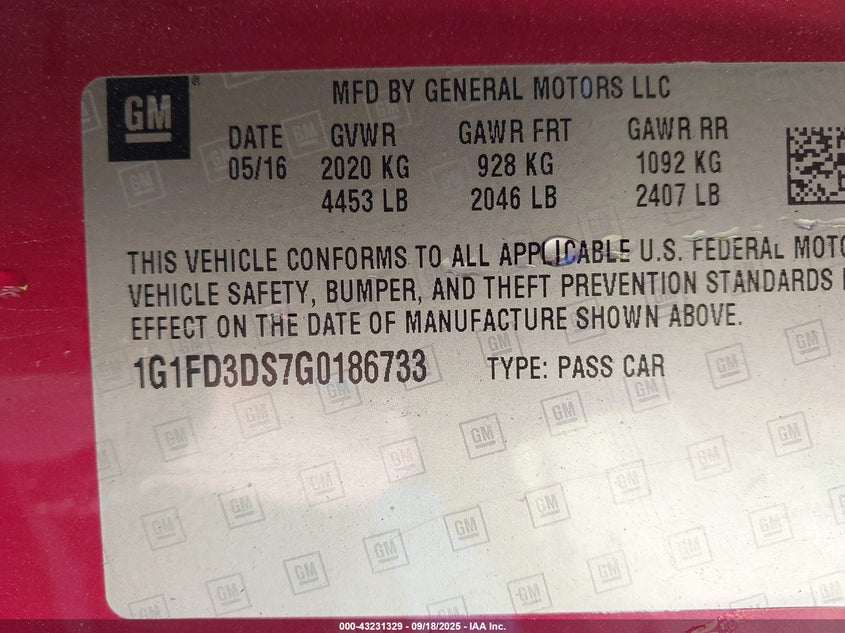 GM
MFD BY GENERAL MOTORS LLC
DATE GVWR GAWR FRT GAWR RR
05/16 2020 KG 928 KG 1092 KG
4453 LB 2046 LB 2407 LB
THIS VEHICLE CONFORMS TO ALL APPLICABLE U.S. FEDERAL MOTO
VEHICLE SAFETY, BUMPER, AND THEFT PREVENTION STANDARDS
EFFECT ON THE DATE OF MANUFACTURE SHOWN ABOVE.
1G1FD3DS7G0186733 TYPE: PASS CAR
000-43231329 - 09/18/2025 - IAA Inc.